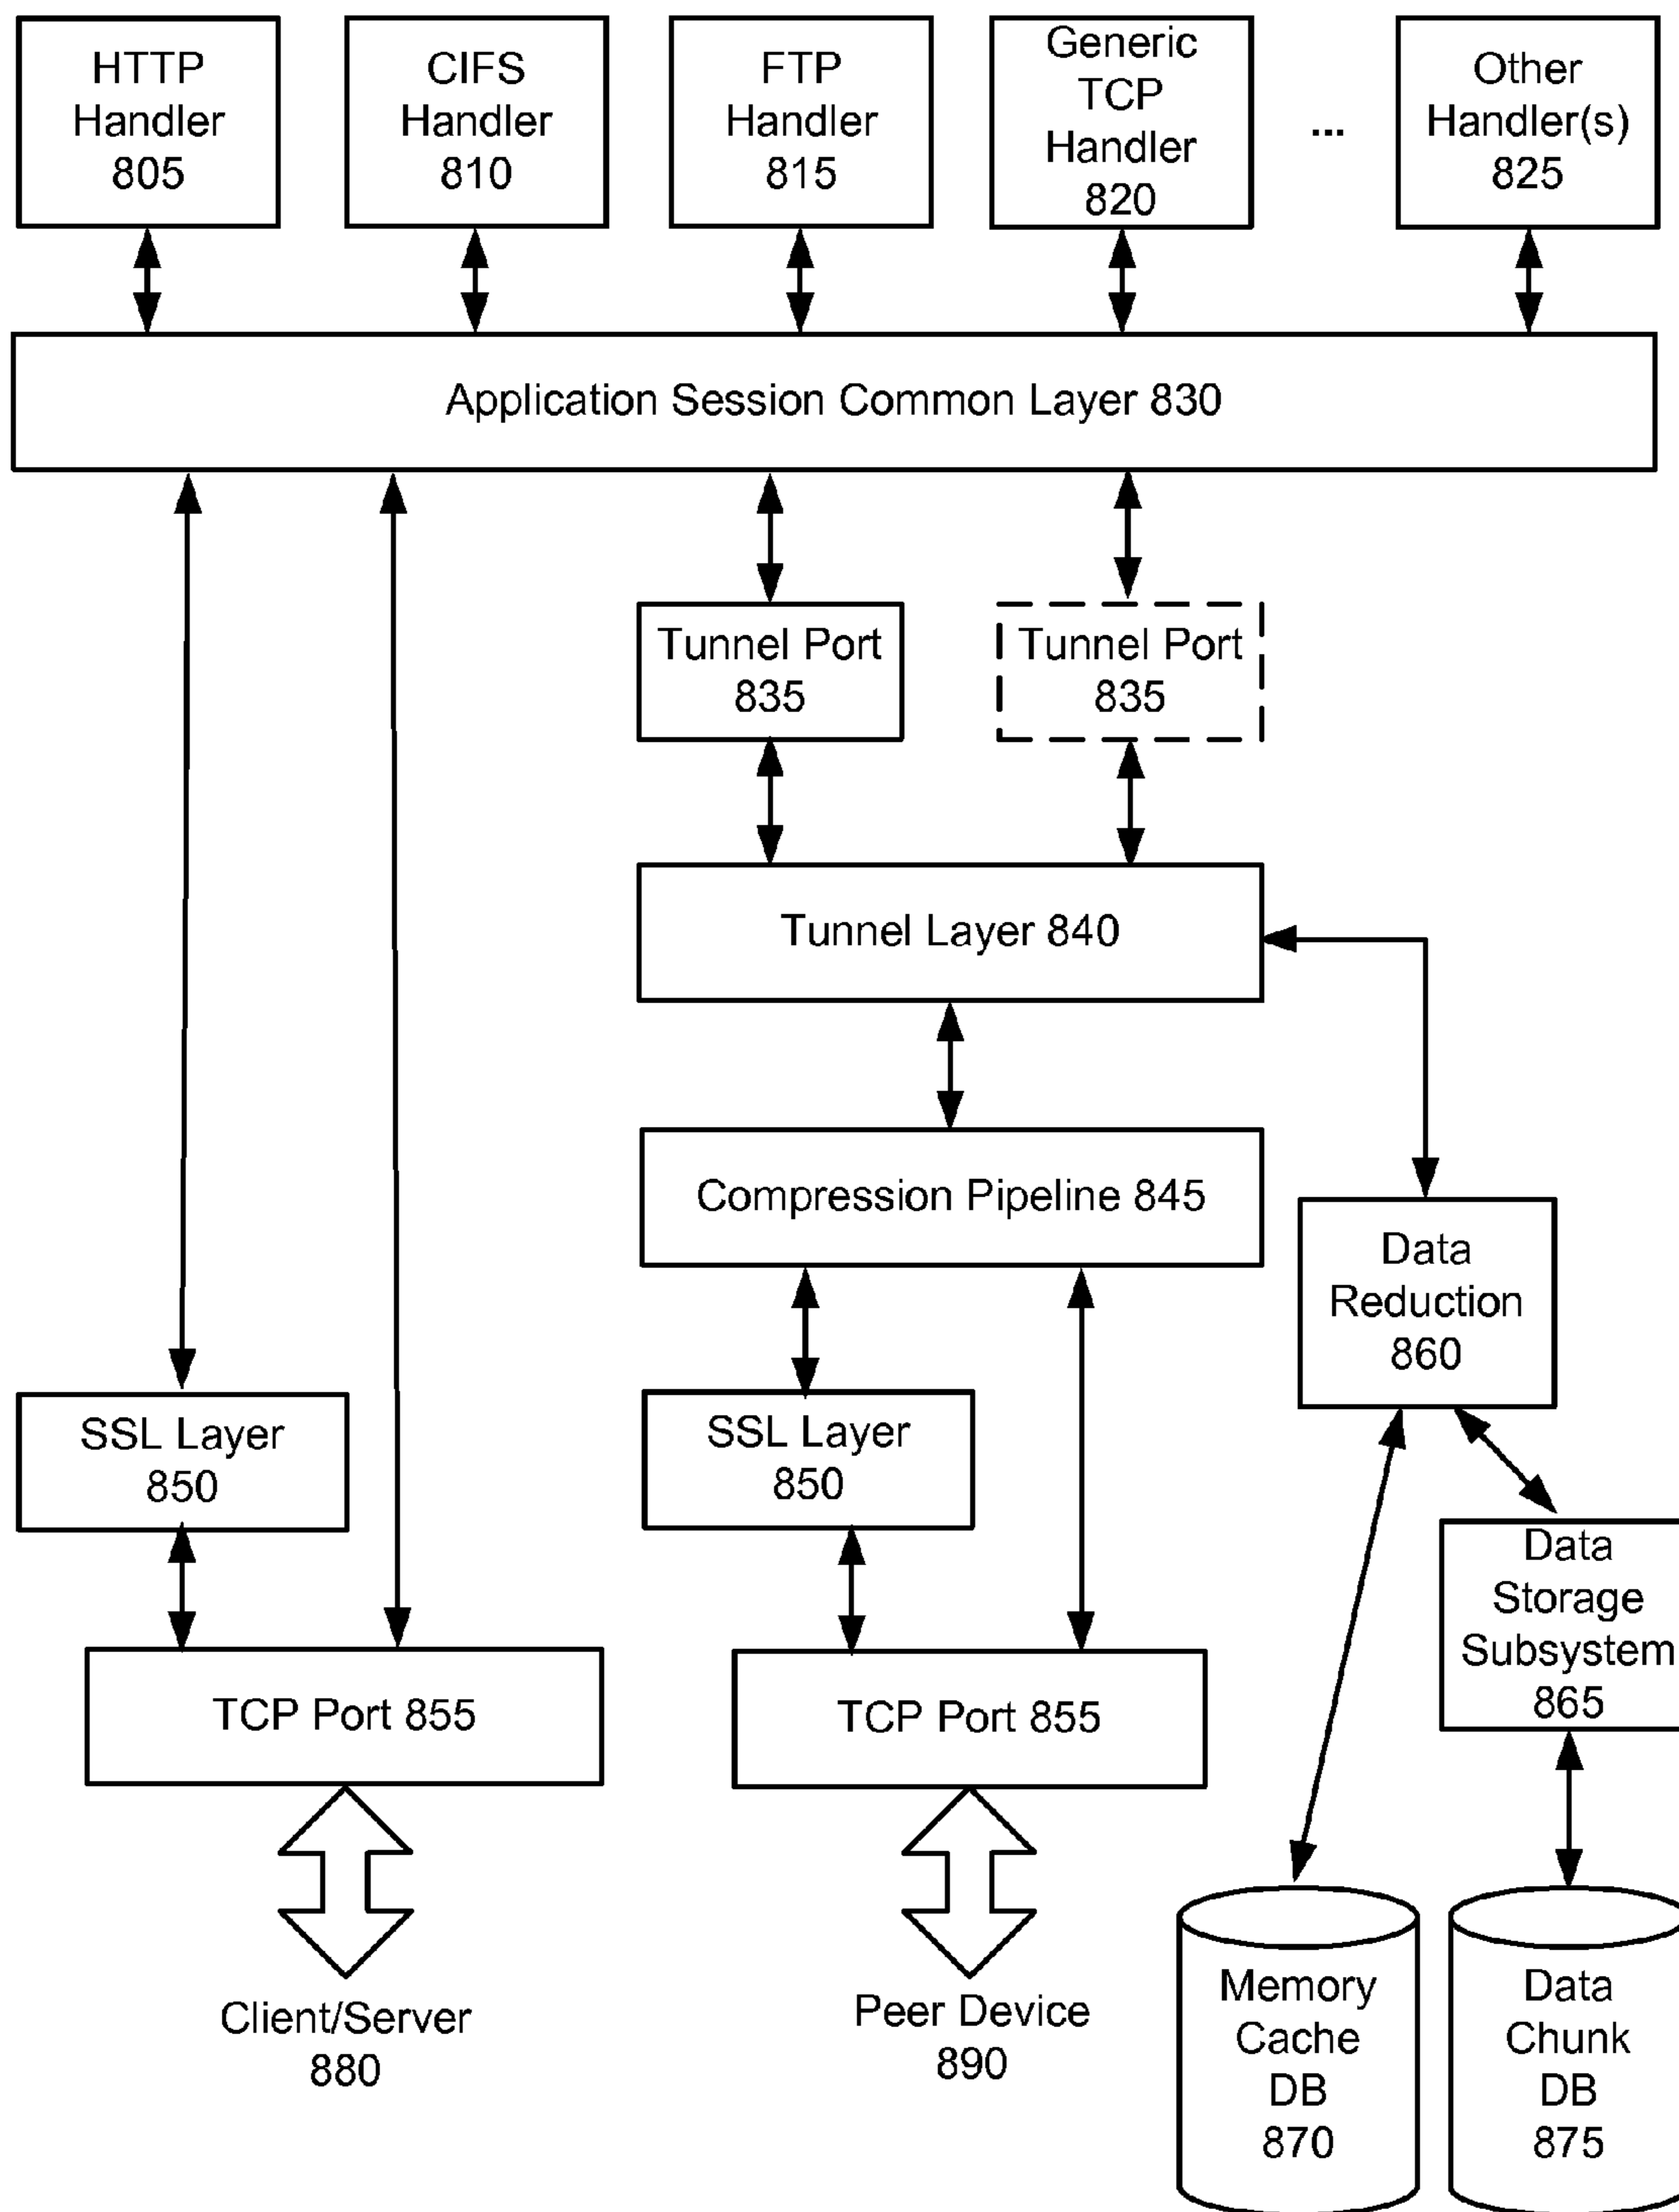 HTTP
Handler
805
CIFS
Handler
810
FTP
Handler
815
Generic
TCP
Handler
820
...
Other
Handler(s)
825
Application Session Common Layer 830
Tunnel Port
835
Tunnel Port
835
Tunnel Layer 840
Compression Pipeline 845
Data
Reduction
860
SSL Layer
850
SSL Layer
850
Data
Storage
Subsystem
865
TCP Port 855
TCP Port 855
Client/Server
880
Peer Device
890
Memory
Cache
DB
870
Data
Chunk
DB
875